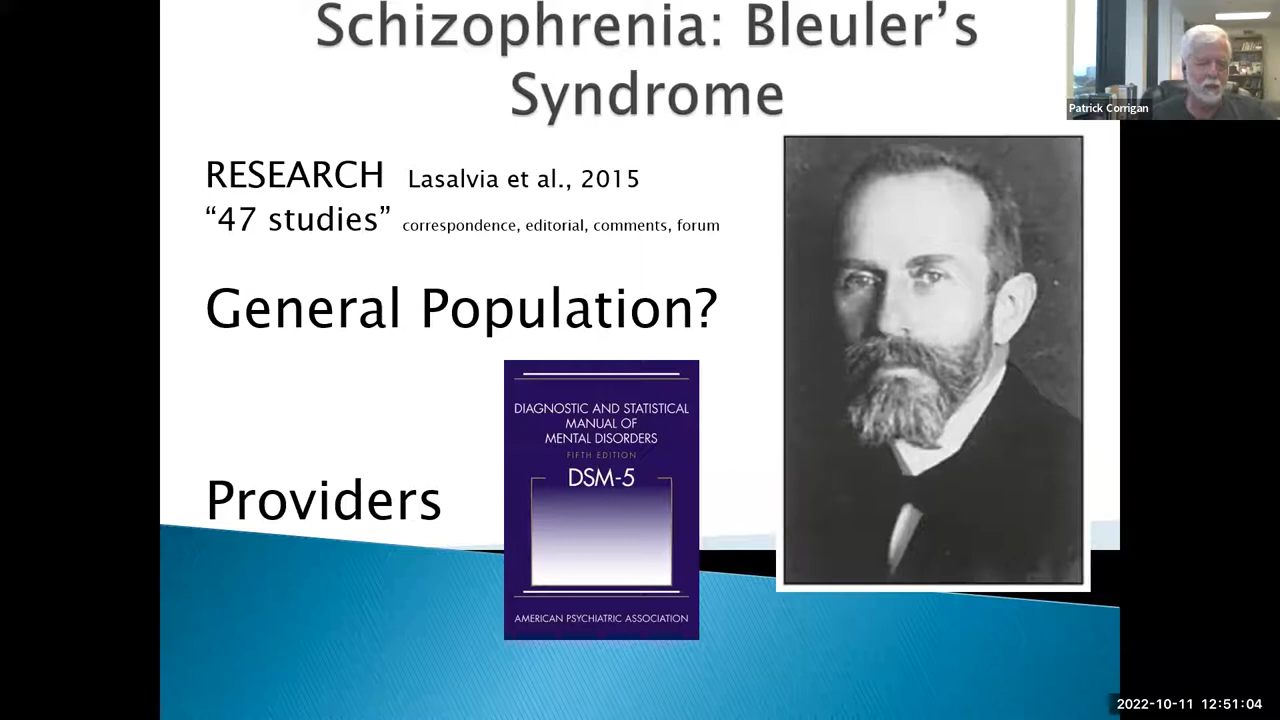 Schizophrenia: Bleuler’s
Syndrome
Patrick Corrigan
RESEARCH Lasalvia et al., 2015
“47 studies” correspondence, editorial, comments, forum
General Population?
DIAGNOSTIC AND STATISTICAL
MANUAL OF
MENTAL DISORDERS
FIFTH EDITION
DSM-5
Providers
AMERICAN PSYCHIATRIC ASSOCIATION
2022-10-11 12:51:04